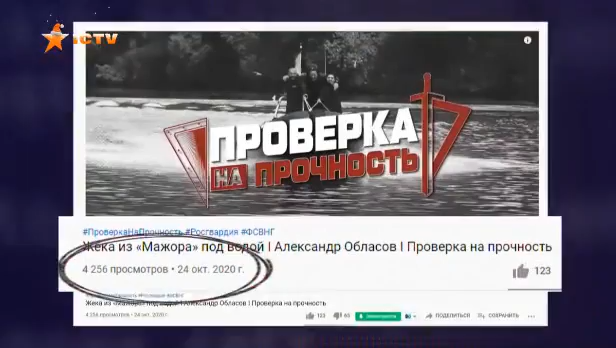 ICTV
ПРОВЕРКА
НА ПРОЧНОСТЬ
#ПроверкаНаПрочность #Росгвардия #ФСВНГ
Жека из «Мажора» под водой I Александр Обласов I Проверка на прочность
4 256 просмотров • 24 окт. 2020 г.
123
Жека из «Мажора» под водой I Александр Обласов I Проверка на прочность
4 256 просмотров • 24 окт. 2020 г.
123
ПОДЕЛИТЬСЯ
СОХРАНИТЬ